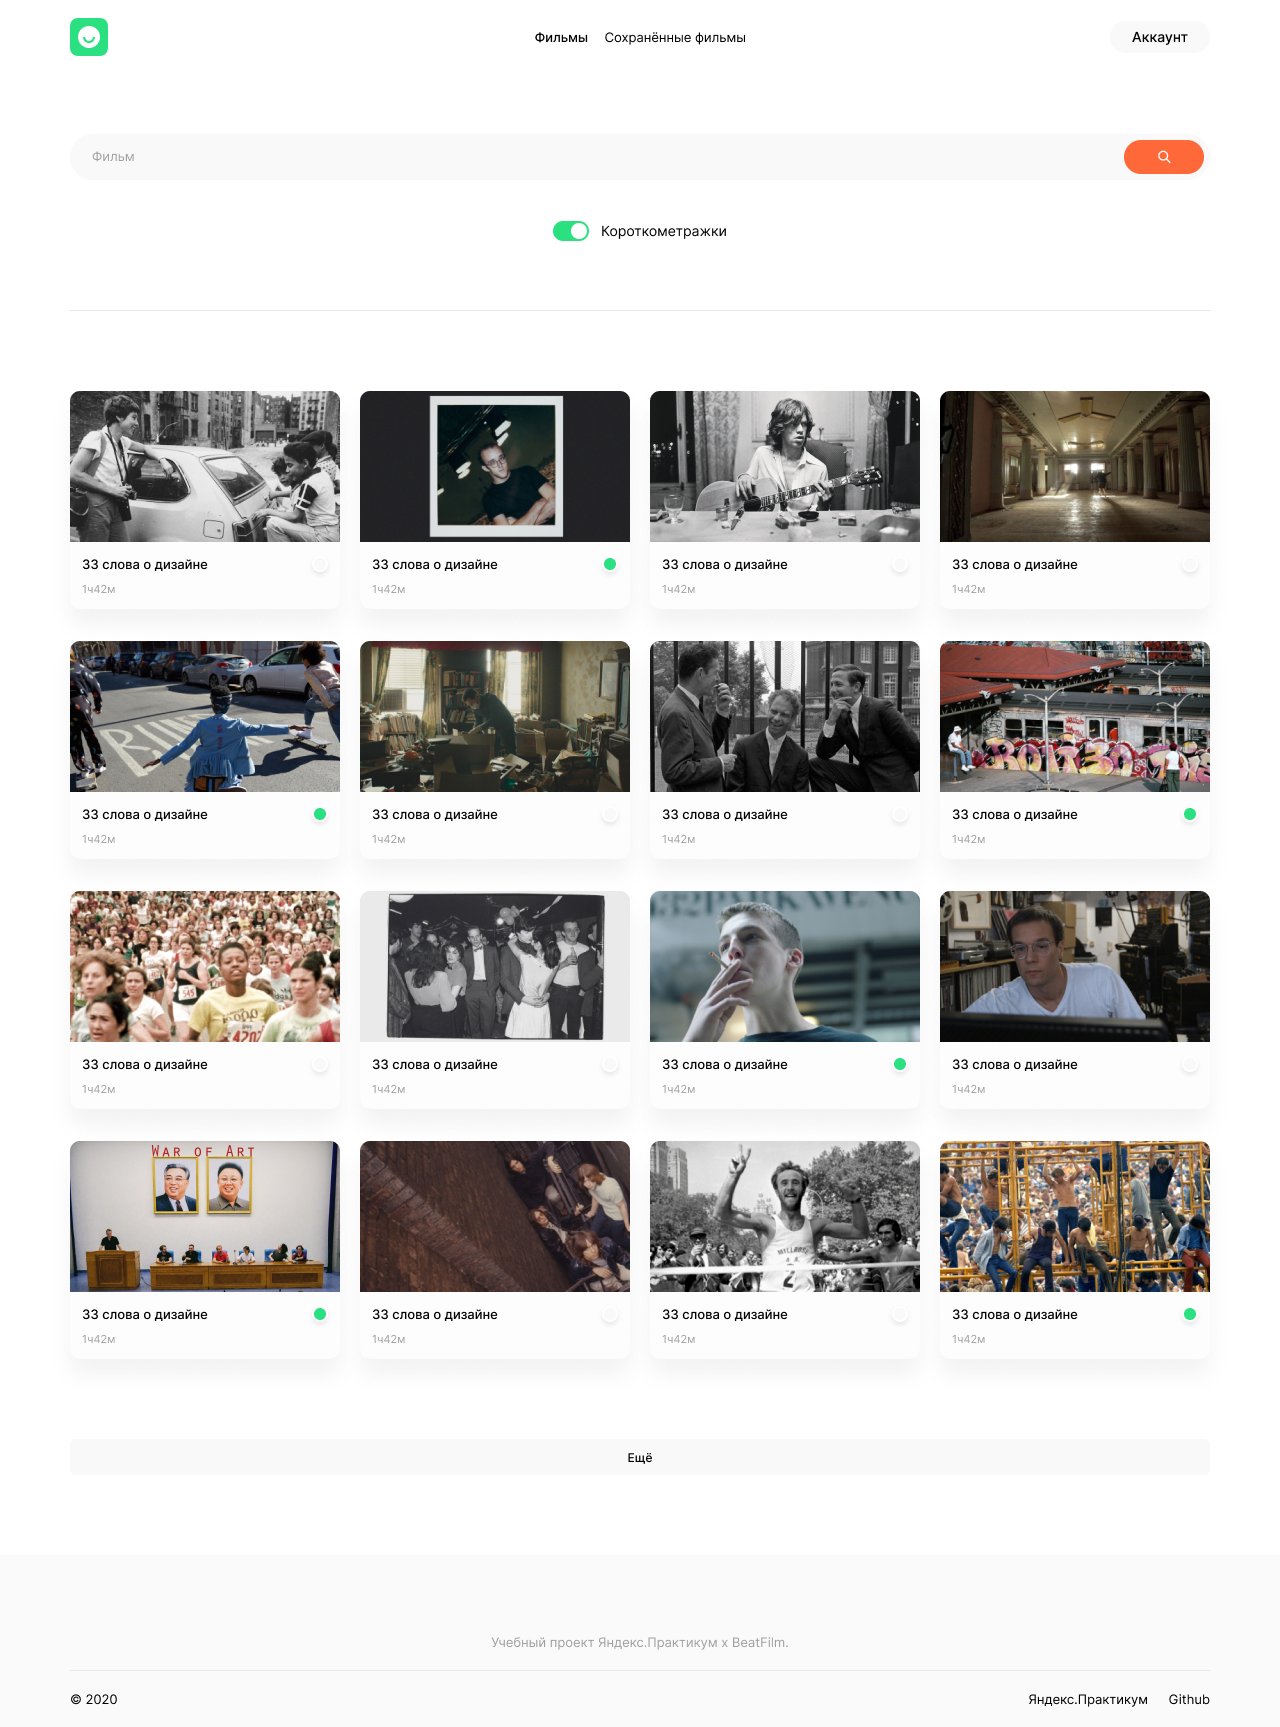 Фильмы Сохранённые фильмы Аккаунт
Фильм
Короткометражки
33 слова о дизайне 33 слова о дизайне 33 слова о дизайне 33 слова о дизайне
1ч42м 1ч42м 1ч42м 1ч42м
33 слова о дизайне 33 слова о дизайне 33 слова о дизайне 33 слова о дизайне
1ч42м 1ч42м 1ч42м 1ч42м
33 слова о дизайне 33 слова о дизайне 33 слова о дизайне 33 слова о дизайне
1ч42м 1ч42м 1ч42м 1ч42м
WAR OF ART
33 слова о дизайне 33 слова о дизайне 33 слова о дизайне 33 слова о дизайне
1ч42м 1ч42м 1ч42м 1ч42м
Ещё
Учебный проект Яндекс.Практикум х BeatFilm.
© 2020 Яндекс.Практикум Github